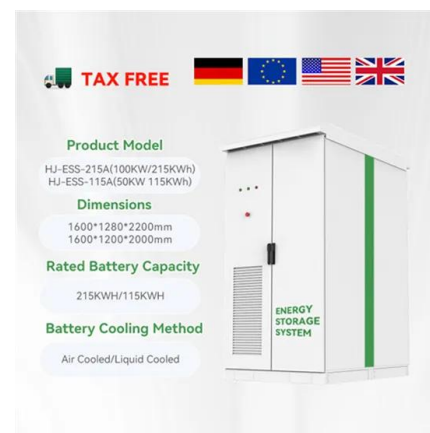 TAX FREE
Product Model
HJ-ESS-215A(100KW/215KWh)
HJ-ESS-115A(50KW 115KWh)
Dimensions
1600*1280*2200mm
1600*1200*2000mm
Rated Battery Capacity
215KWH/115KWH
Battery Cooling Method
Air Cooled/Liquid Cooled
ENERGY
STORAGE
SYSTEM